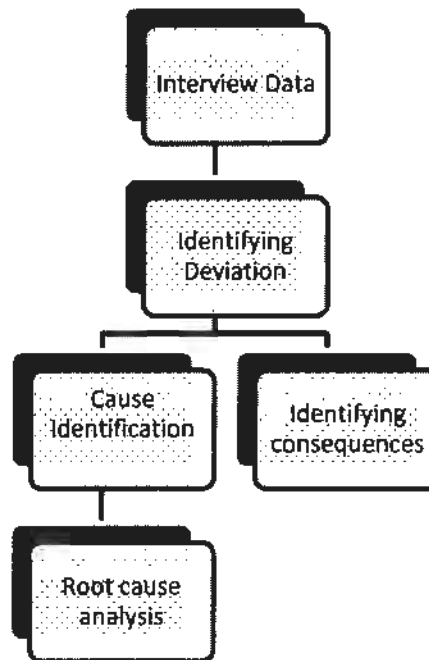 Interview Data
Identifying
Deviation
Cause
Identification
Identifying
consequences
Root cause
analysis